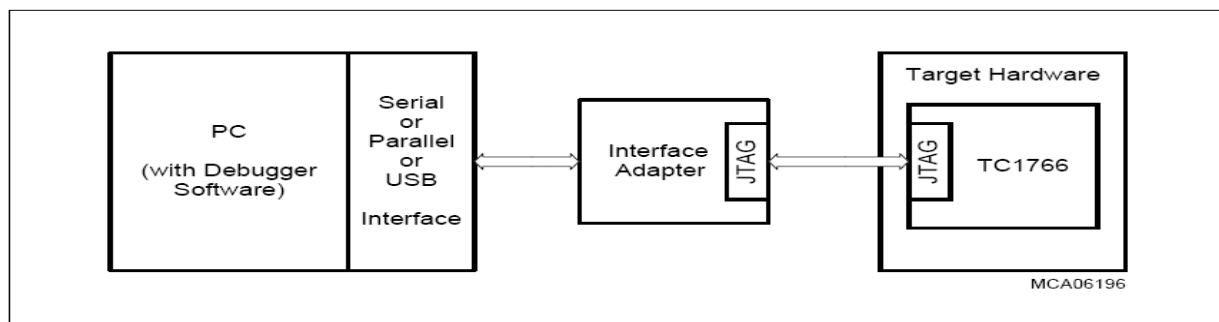 PC
(with Debugger
Software)
Serial
or
Parallel
or
USB
Interface
Interface
Adapter
JTAG
Target Hardware
JTAG
TC1766
MCA06196